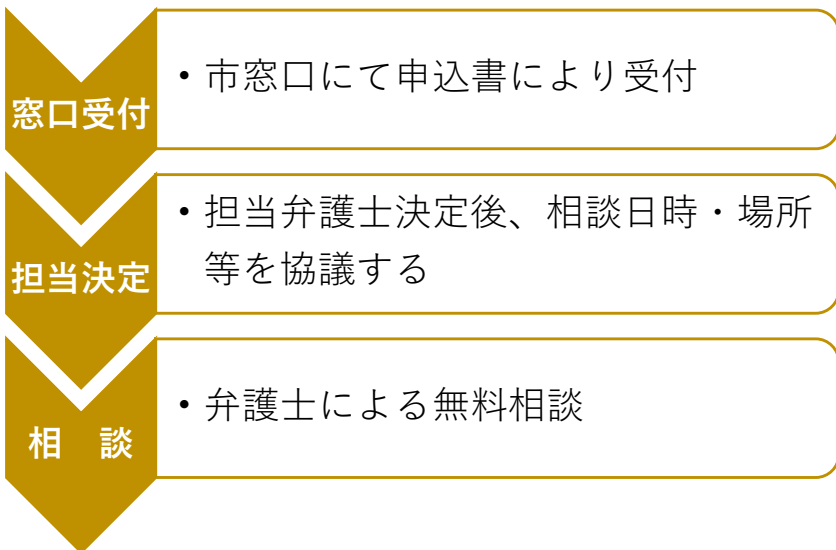 窓口受付
・市窓口にて申込書により受付
担当決定
・担当弁護士決定後、相談日時・場所
等を協議する
相　談
・弁護士による無料相談